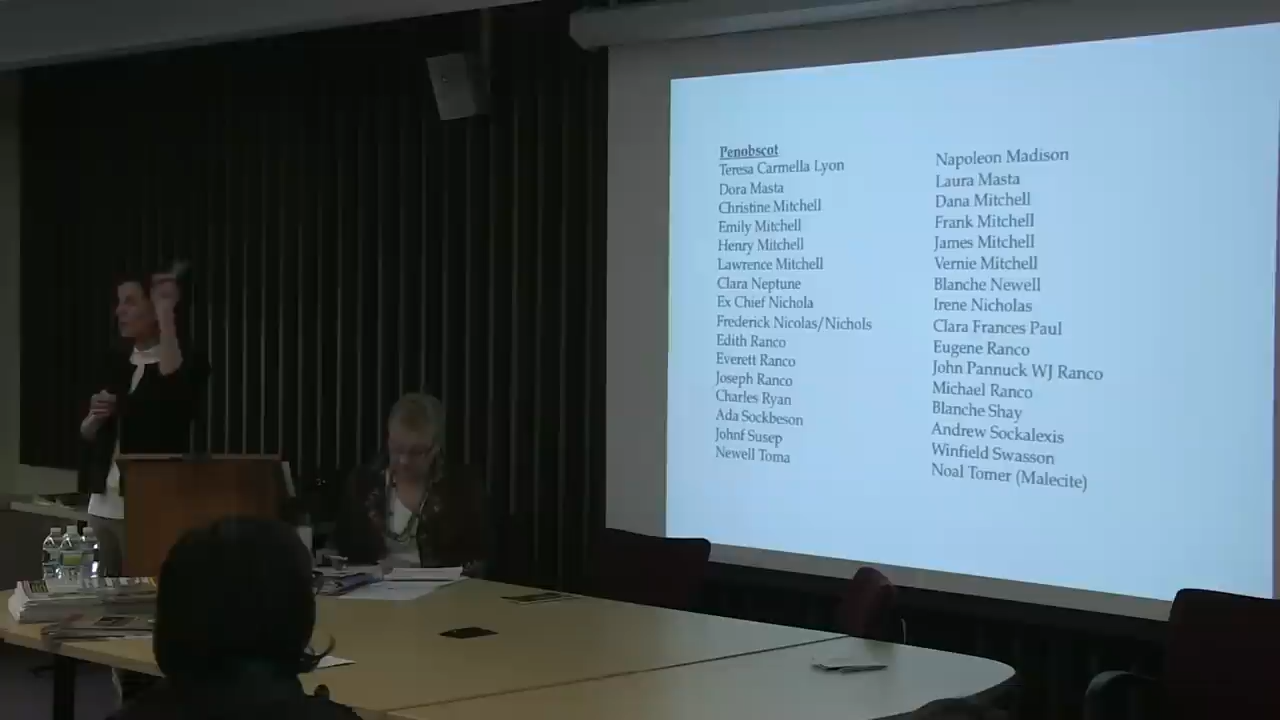 Penobscot
Teresa Carmella Lyon
Dora Masta
Christine Mitchell
Emily Mitchell
Henry Mitchell
Lawrence Mitchell
Clara Neptune
Ex Chief Nichola
Frederick Nicolas/Nichols
Edith Ranco
Everett Ranco
Joseph Ranco
Charles Ryan
Ada Sockbeson
Johnf Susep
Newell Toma
Napoleon Madison
Laura Masta
Dana Mitchell
Frank Mitchell
James Mitchell
Vernie Mitchell
Blanche Newell
Irene Nicholas
Clara Frances Paul
Eugene Ranco
John Pannuck WJ Ranco
Michael Ranco
Blanche Shay
Andrew Sockalexis
Winfield Swasson
Noal Tomer (Malecite)